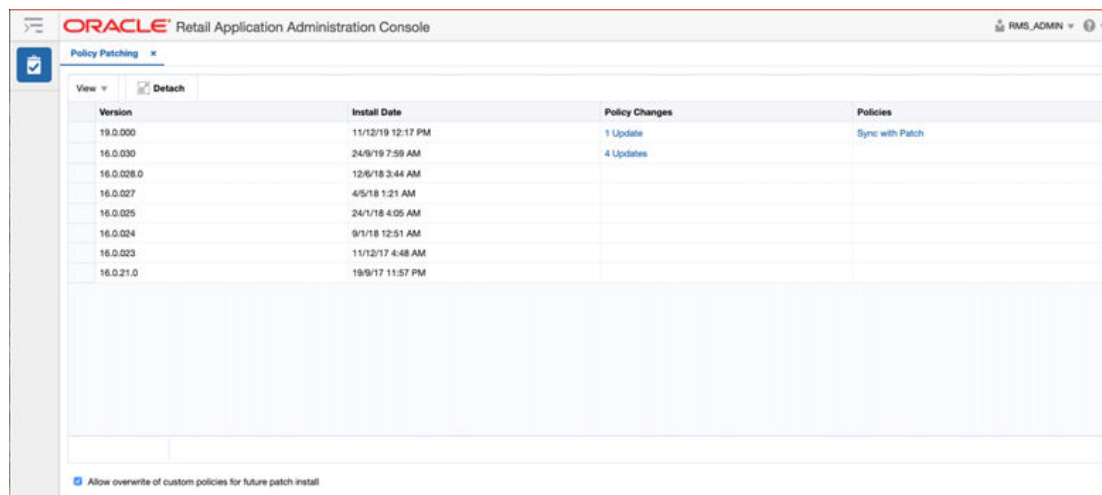 ORACLE Retail Application Administration Console RMS_ADMIN
Policy Patching ×
View Detach
Version Install Date Policy Changes Policies
19.0.000 11/12/19 12:17 PM 1 Update Sync with Patch
16.0.030 24/9/19 7:59 AM 4 Updates
16.0.028.0 12/6/18 3:44 AM
16.0.027 4/5/18 1:21 AM
16.0.025 24/1/18 4:05 AM
16.0.024 9/1/18 12:51 AM
16.0.023 11/12/17 4:48 AM
16.0.21.0 19/9/17 11:57 PM
Allow overwrite of custom policies for future patch install